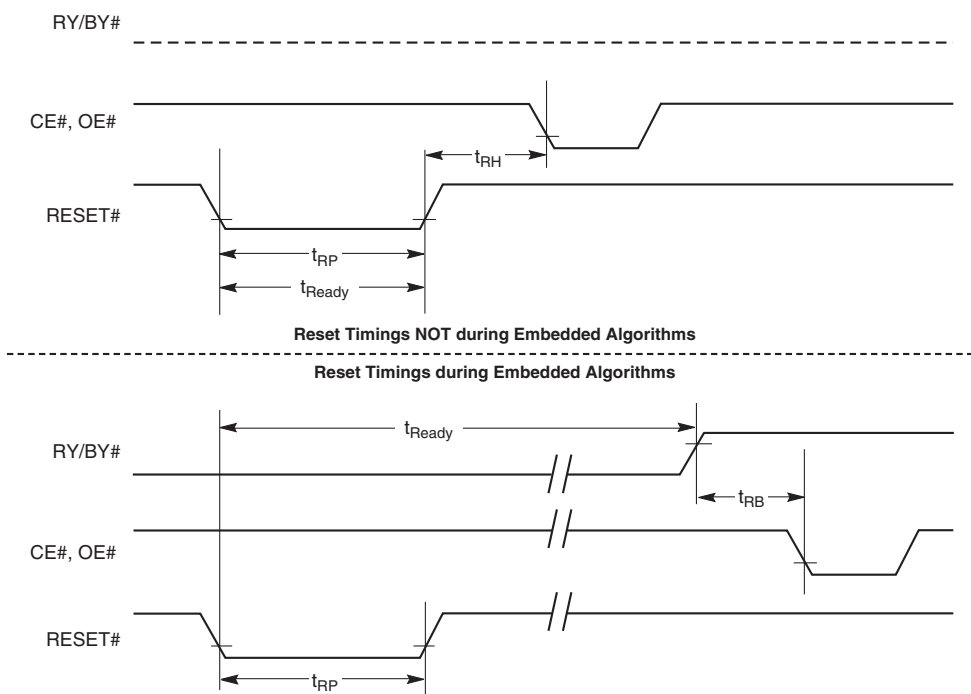 RY/BY#
CE#, OE#
tRH
RESET#
tRP
tReady
Reset Timings NOT during Embedded Algorithms
Reset Timings during Embedded Algorithms
tReady
RY/BY#
tRB
CE#, OE#
RESET#
tRP